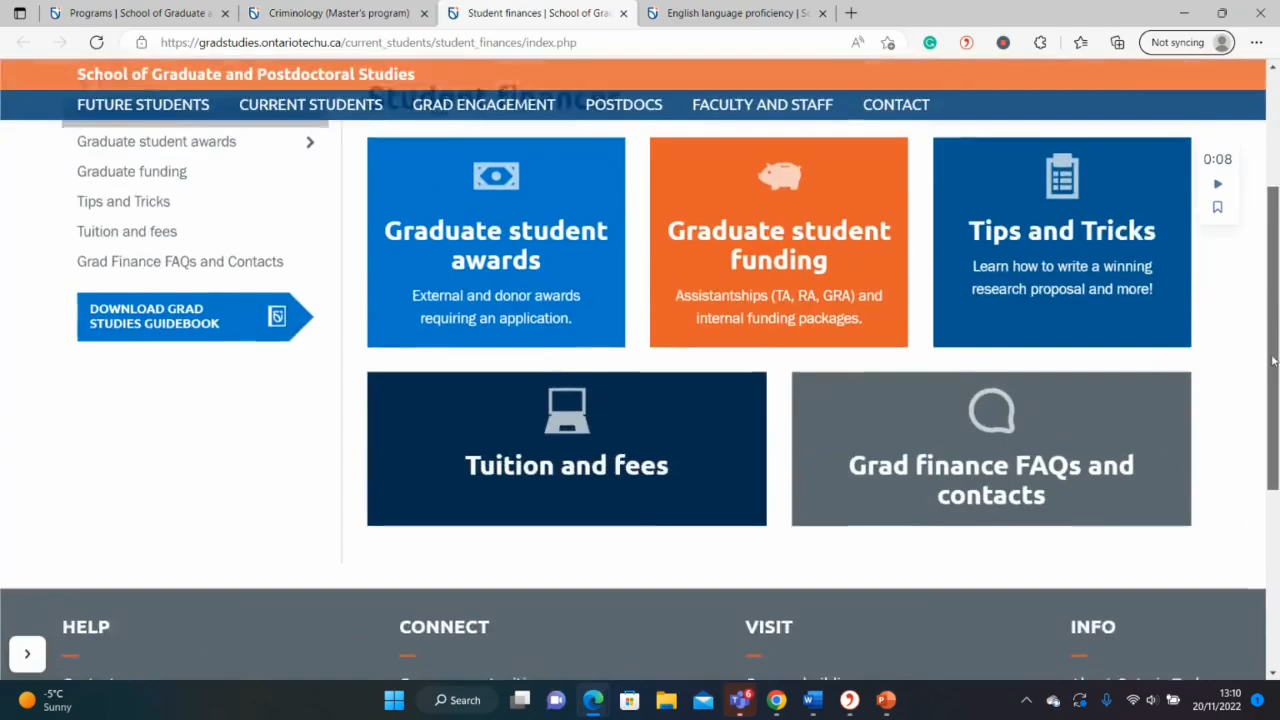 Programs | School of Graduate a
Criminology (Master's program)
Student finances | School of Gra
English language proficiency | Sc
https://gradstudies.ontariotechu.ca/current_students/student_finances/index.php
Not syncing
School of Graduate and Postdoctoral Studies
Student finances
FUTURE STUDENTS
CURRENT STUDENTS
GRAD ENGAGEMENT
POSTDOCS
FACULTY AND STAFF
CONTACT
Graduate student awards
Graduate funding
Tips and Tricks
Tuition and fees
Grad Finance FAQs and Contacts
DOWNLOAD GRAD
STUDIES GUIDEBOOK
Graduate student
awards
External and donor awards
requiring an application.
Graduate student
funding
Assistantships (TA, RA, GRA) and
internal funding packages.
Tips and Tricks
Learn how to write a winning
research proposal and more!
0:08
Tuition and fees
Grad finance FAQs and
contacts
HELP
CONNECT
VISIT
INFO
-5°C
Sunny
Search
6
13:10
20/11/2022
1